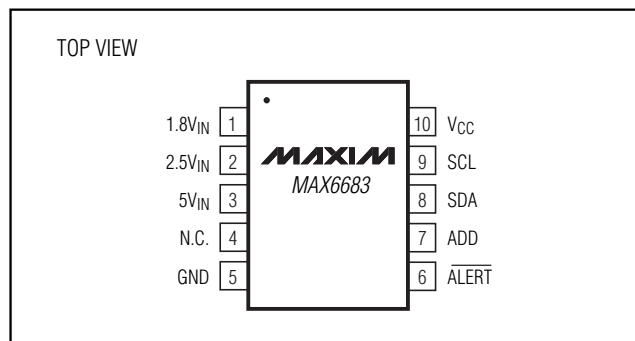 TOP VIEW
1.8VIN 1
2.5VIN 2
5VIN 3
N.C. 4
GND 5
MAXIM
MAX6683
10 VCC
9 SCL
8 SDA
7 ADD
6 ALERT